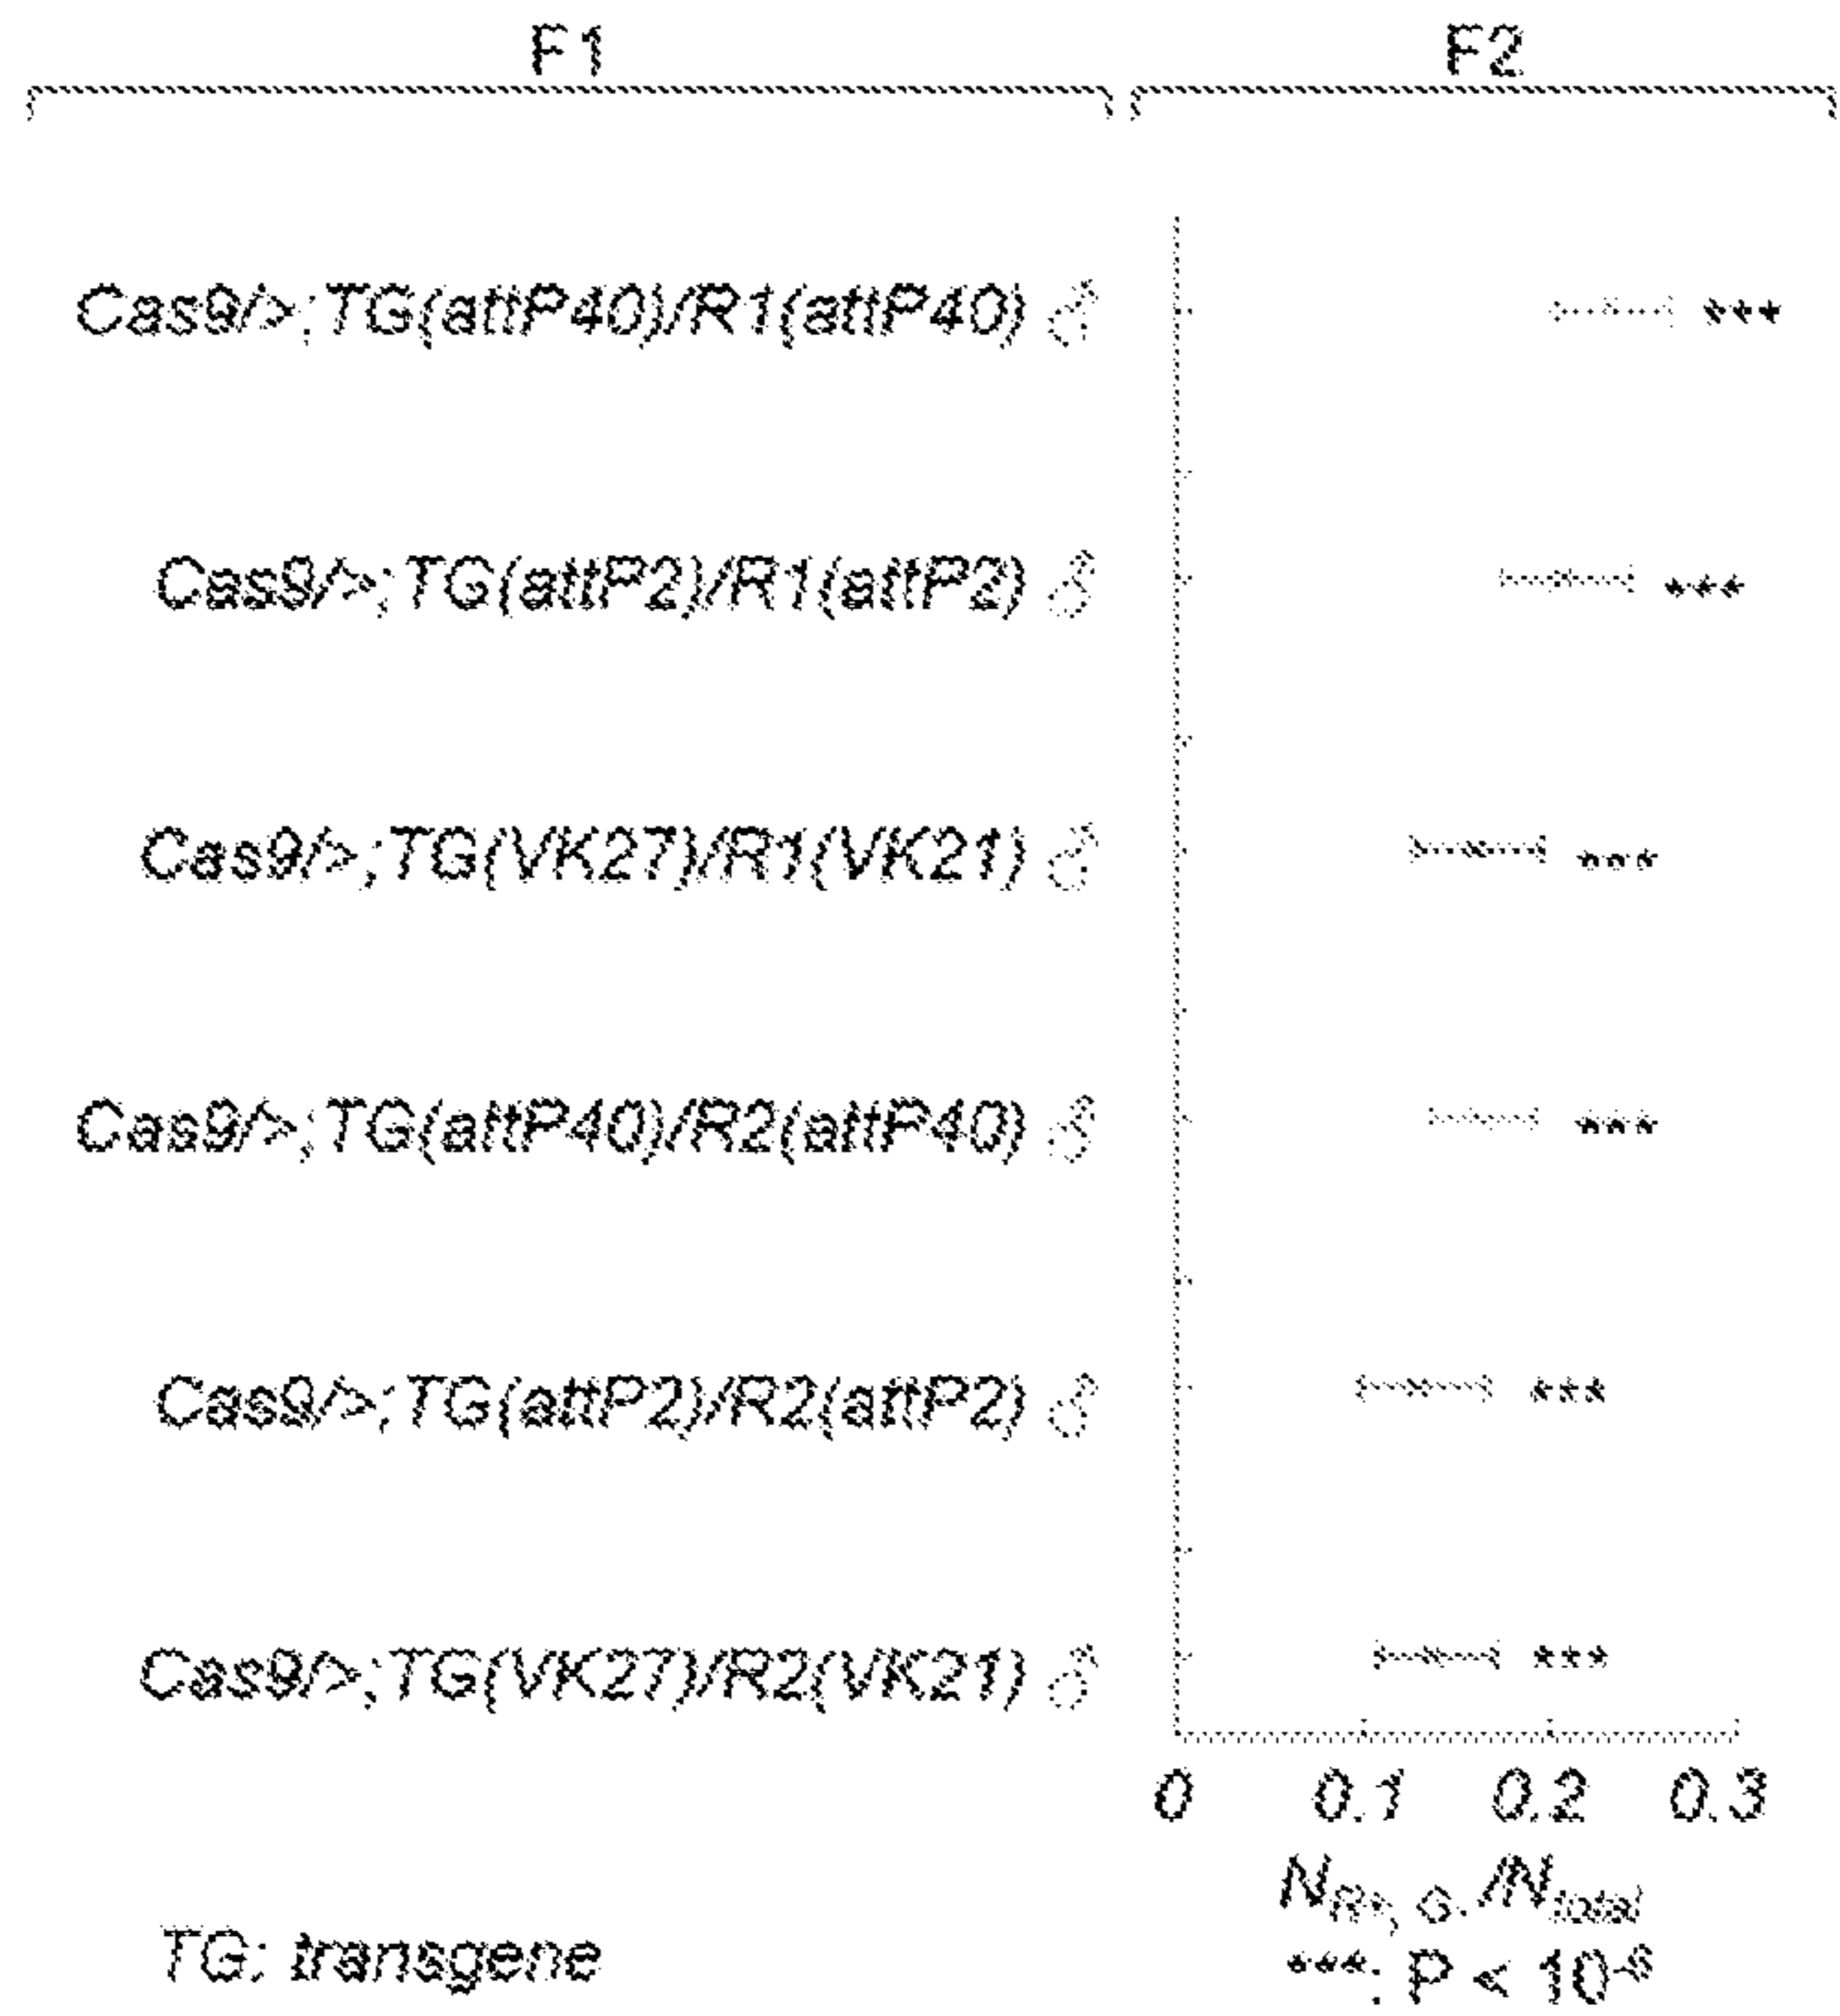 F1 F2
Cas9/>;TG(attP40)/R1(attP40) ♂ ***
Cas9/>;TG(attP2)/R1(attP2) ♂ ***
Cas9/>;TG(VK27)/R1(VK21) ♂ ***
Cas9/>;TG(attP40)/R2(attP40) ♂ ***
Cas9/>;TG(attP2)/R2(attP2) ♂ ***
Cas9/>;TG(VK27)/R2(VK21) ♂ ***
0 0.1 0.2 0.3
N R+, G- /N total
TG: transgene
***: P &lt; 10